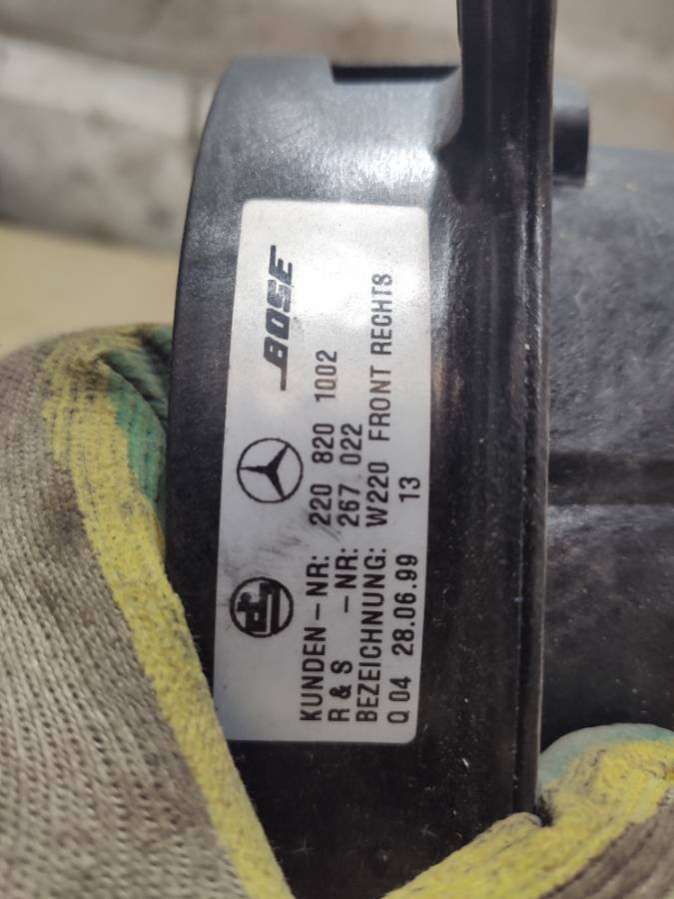 BOSE
KUNDEN-NR: 220 820 1002
R & S -NR: 267 022
BEZEICHNUNG: W220 FRONT RECHTS
Q 04 28.06.99 13